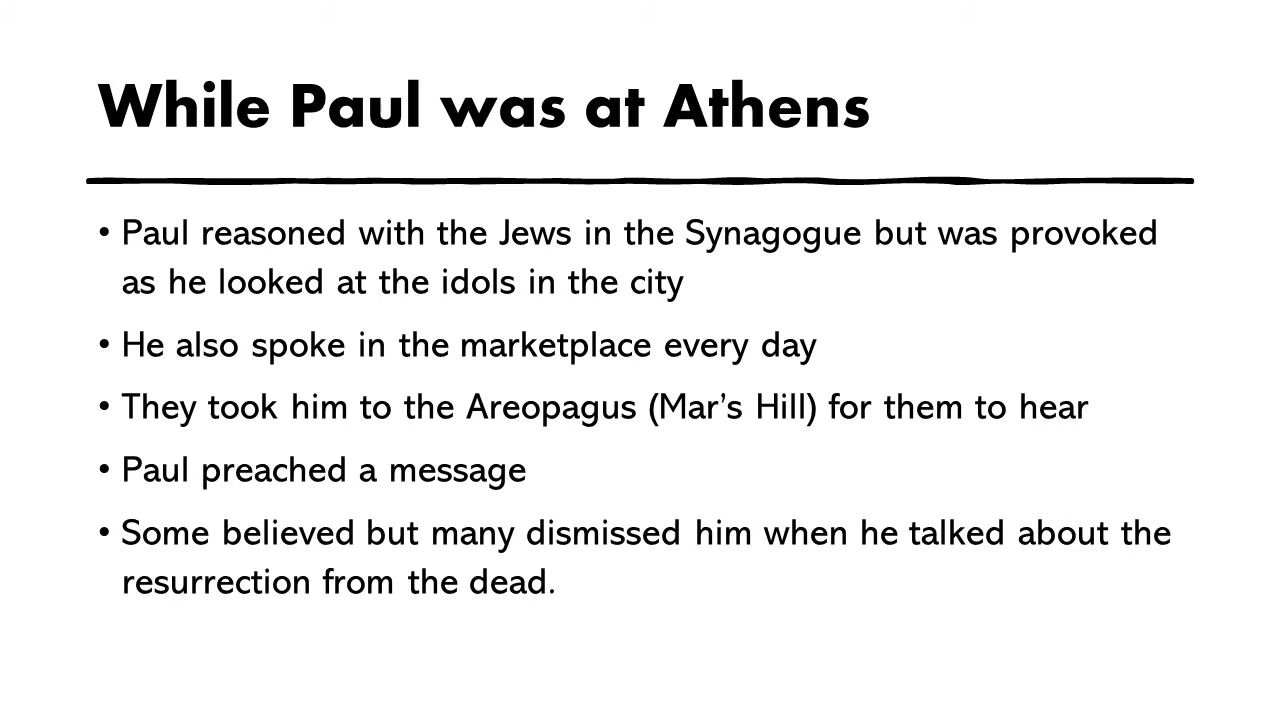 While Paul was at Athens
• Paul reasoned with the Jews in the Synagogue but was provoked
as he looked at the idols in the city
• He also spoke in the marketplace every day
• They took him to the Areopagus (Mar’s Hill) for them to hear
• Paul preached a message
• Some believed but many dismissed him when he talked about the
resurrection from the dead.